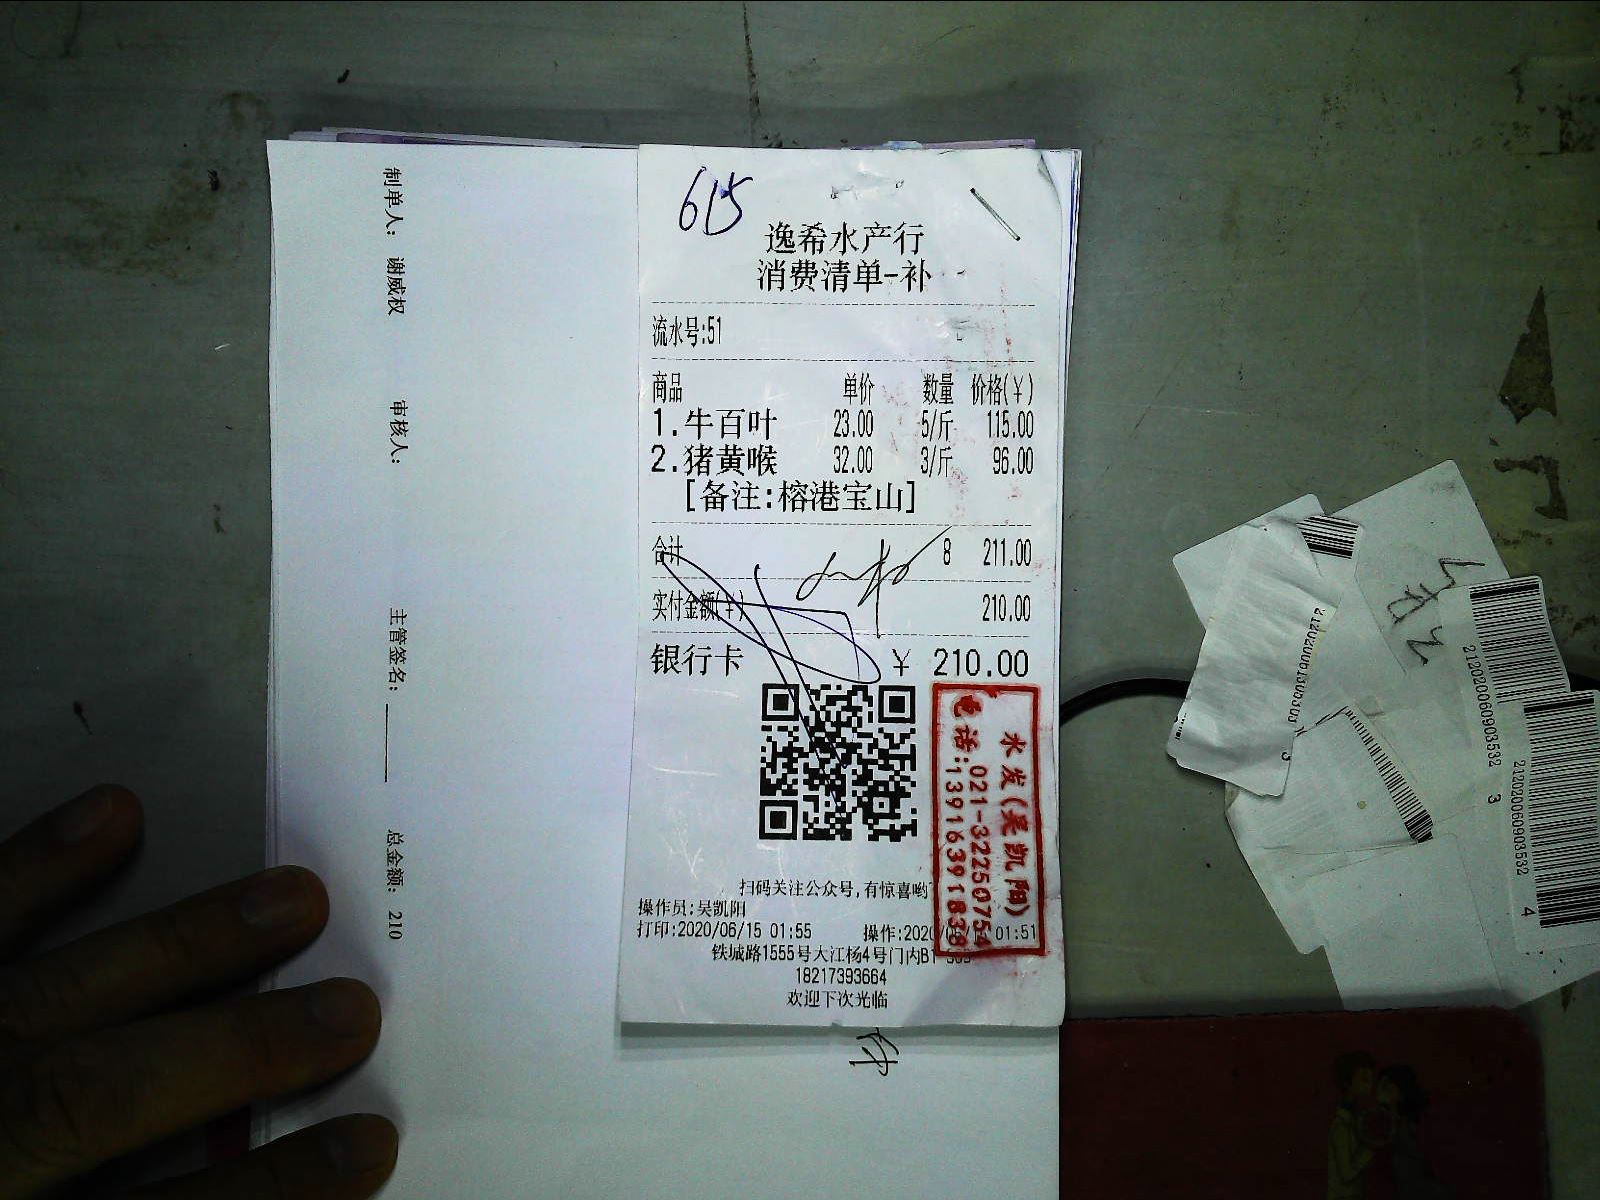 615
逸希水产行
消费清单-补
流水号:51
商品 单价 数量 价格(¥)
1.牛百叶 23.00 5/斤 115.00
2.猪黄喉 32.00 3/斤 96.00
[备注:榕港宝山]
合计 8 211.00
实付金额(¥) 210.00
银行卡 ¥ 210.00
扫码关注公众号,有惊喜哟
操作员:吴凯阳
打印:2020/06/15 01:55 操作:2020/ 01:51
铁城路1555号大江杨4号门内B1
18217393664
欢迎下次光临
水发(吴凯阳)
电话:021-32250754
13916391838
制单人: 谢威权 审核人: 主管签名: 总金额: 210
212020060903532 3
212020060903532 4